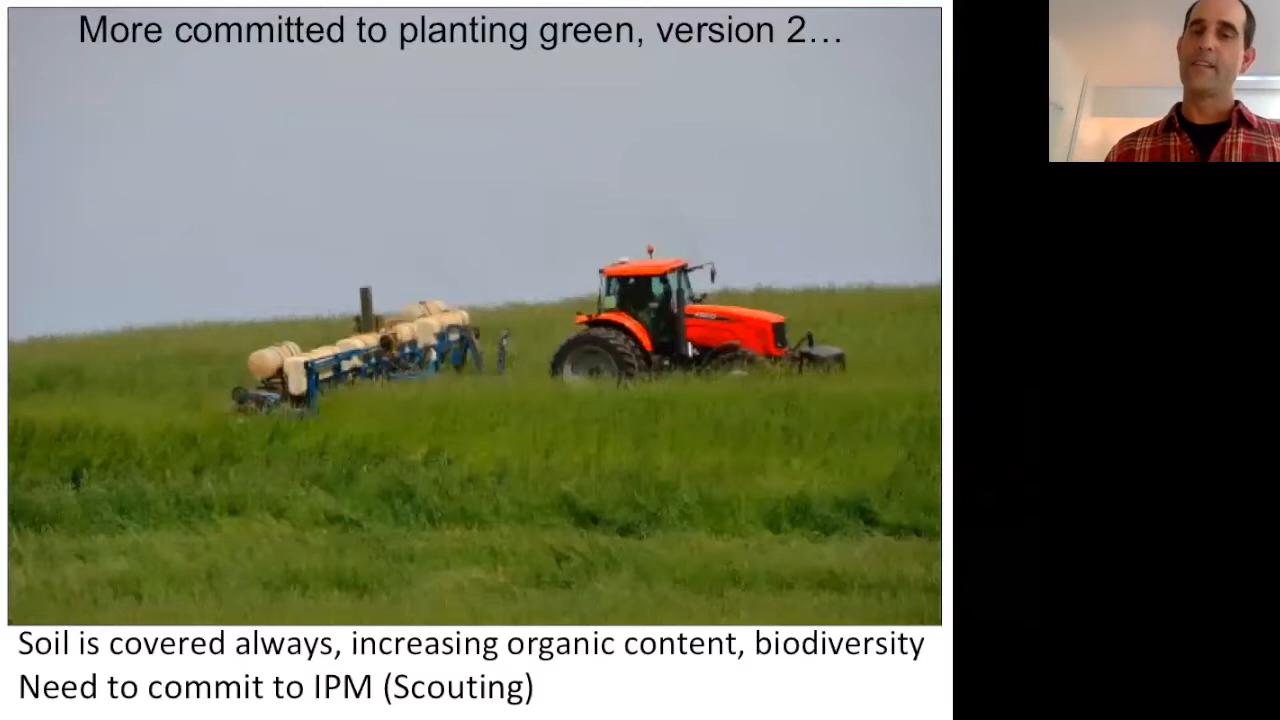 More committed to planting green, version 2…
Soil is covered always, increasing organic content, biodiversity
Need to commit to IPM (Scouting)